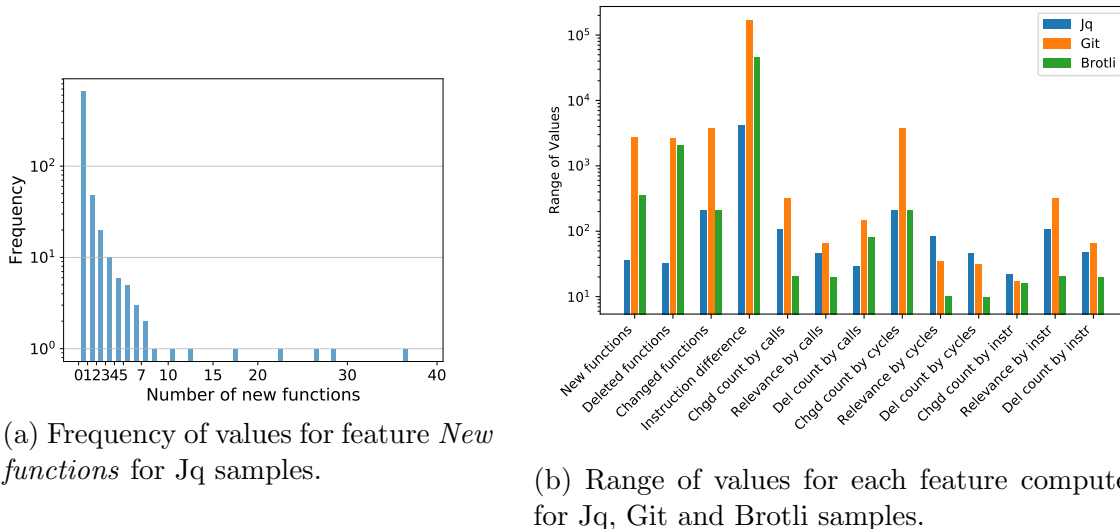 Frequency
10²
10¹
10⁰
0 1 2 3 4 5 7 10 15 20 30 40
Number of new functions
(a) Frequency of values for feature New
functions for Jq samples.
Range of Values
10⁵
10⁴
10³
10²
10¹
Jq
Git
Brotli
New functions
Deleted functions
Changed functions
Instruction difference
Chgd count by calls
Relevance by calls
Del count by calls
Chgd count by cycles
Relevance by cycles
Del count by cycles
Chgd count by instr
Relevance by instr
Del count by instr
(b) Range of values for each feature compute
for Jq, Git and Brotli samples.